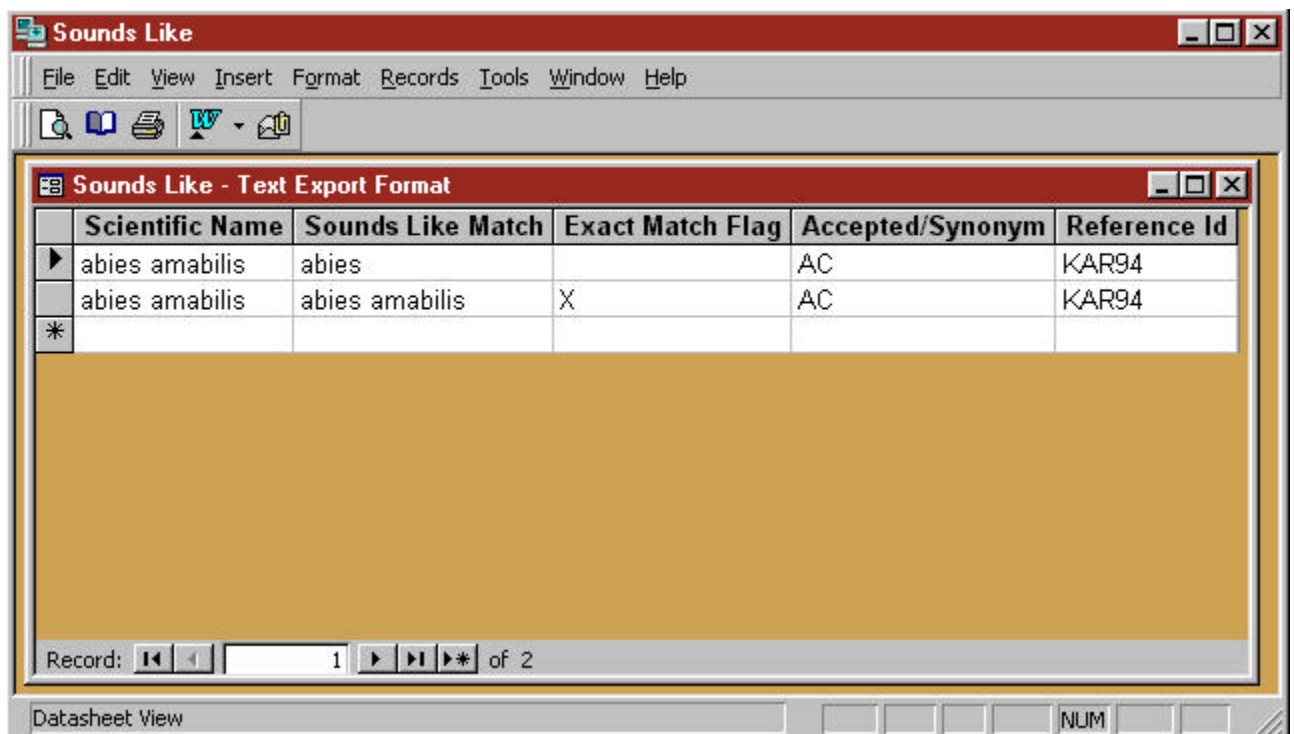 Sounds Like
File Edit View Insert Format Records Tools Window Help
W
Sounds Like - Text Export Format
Scientific Name Sounds Like Match Exact Match Flag Accepted/Synonym Reference Id
abies amabilis abies AC KAR94
abies amabilis abies amabilis X AC KAR94
Record: 1 of 2
Datasheet View NUM